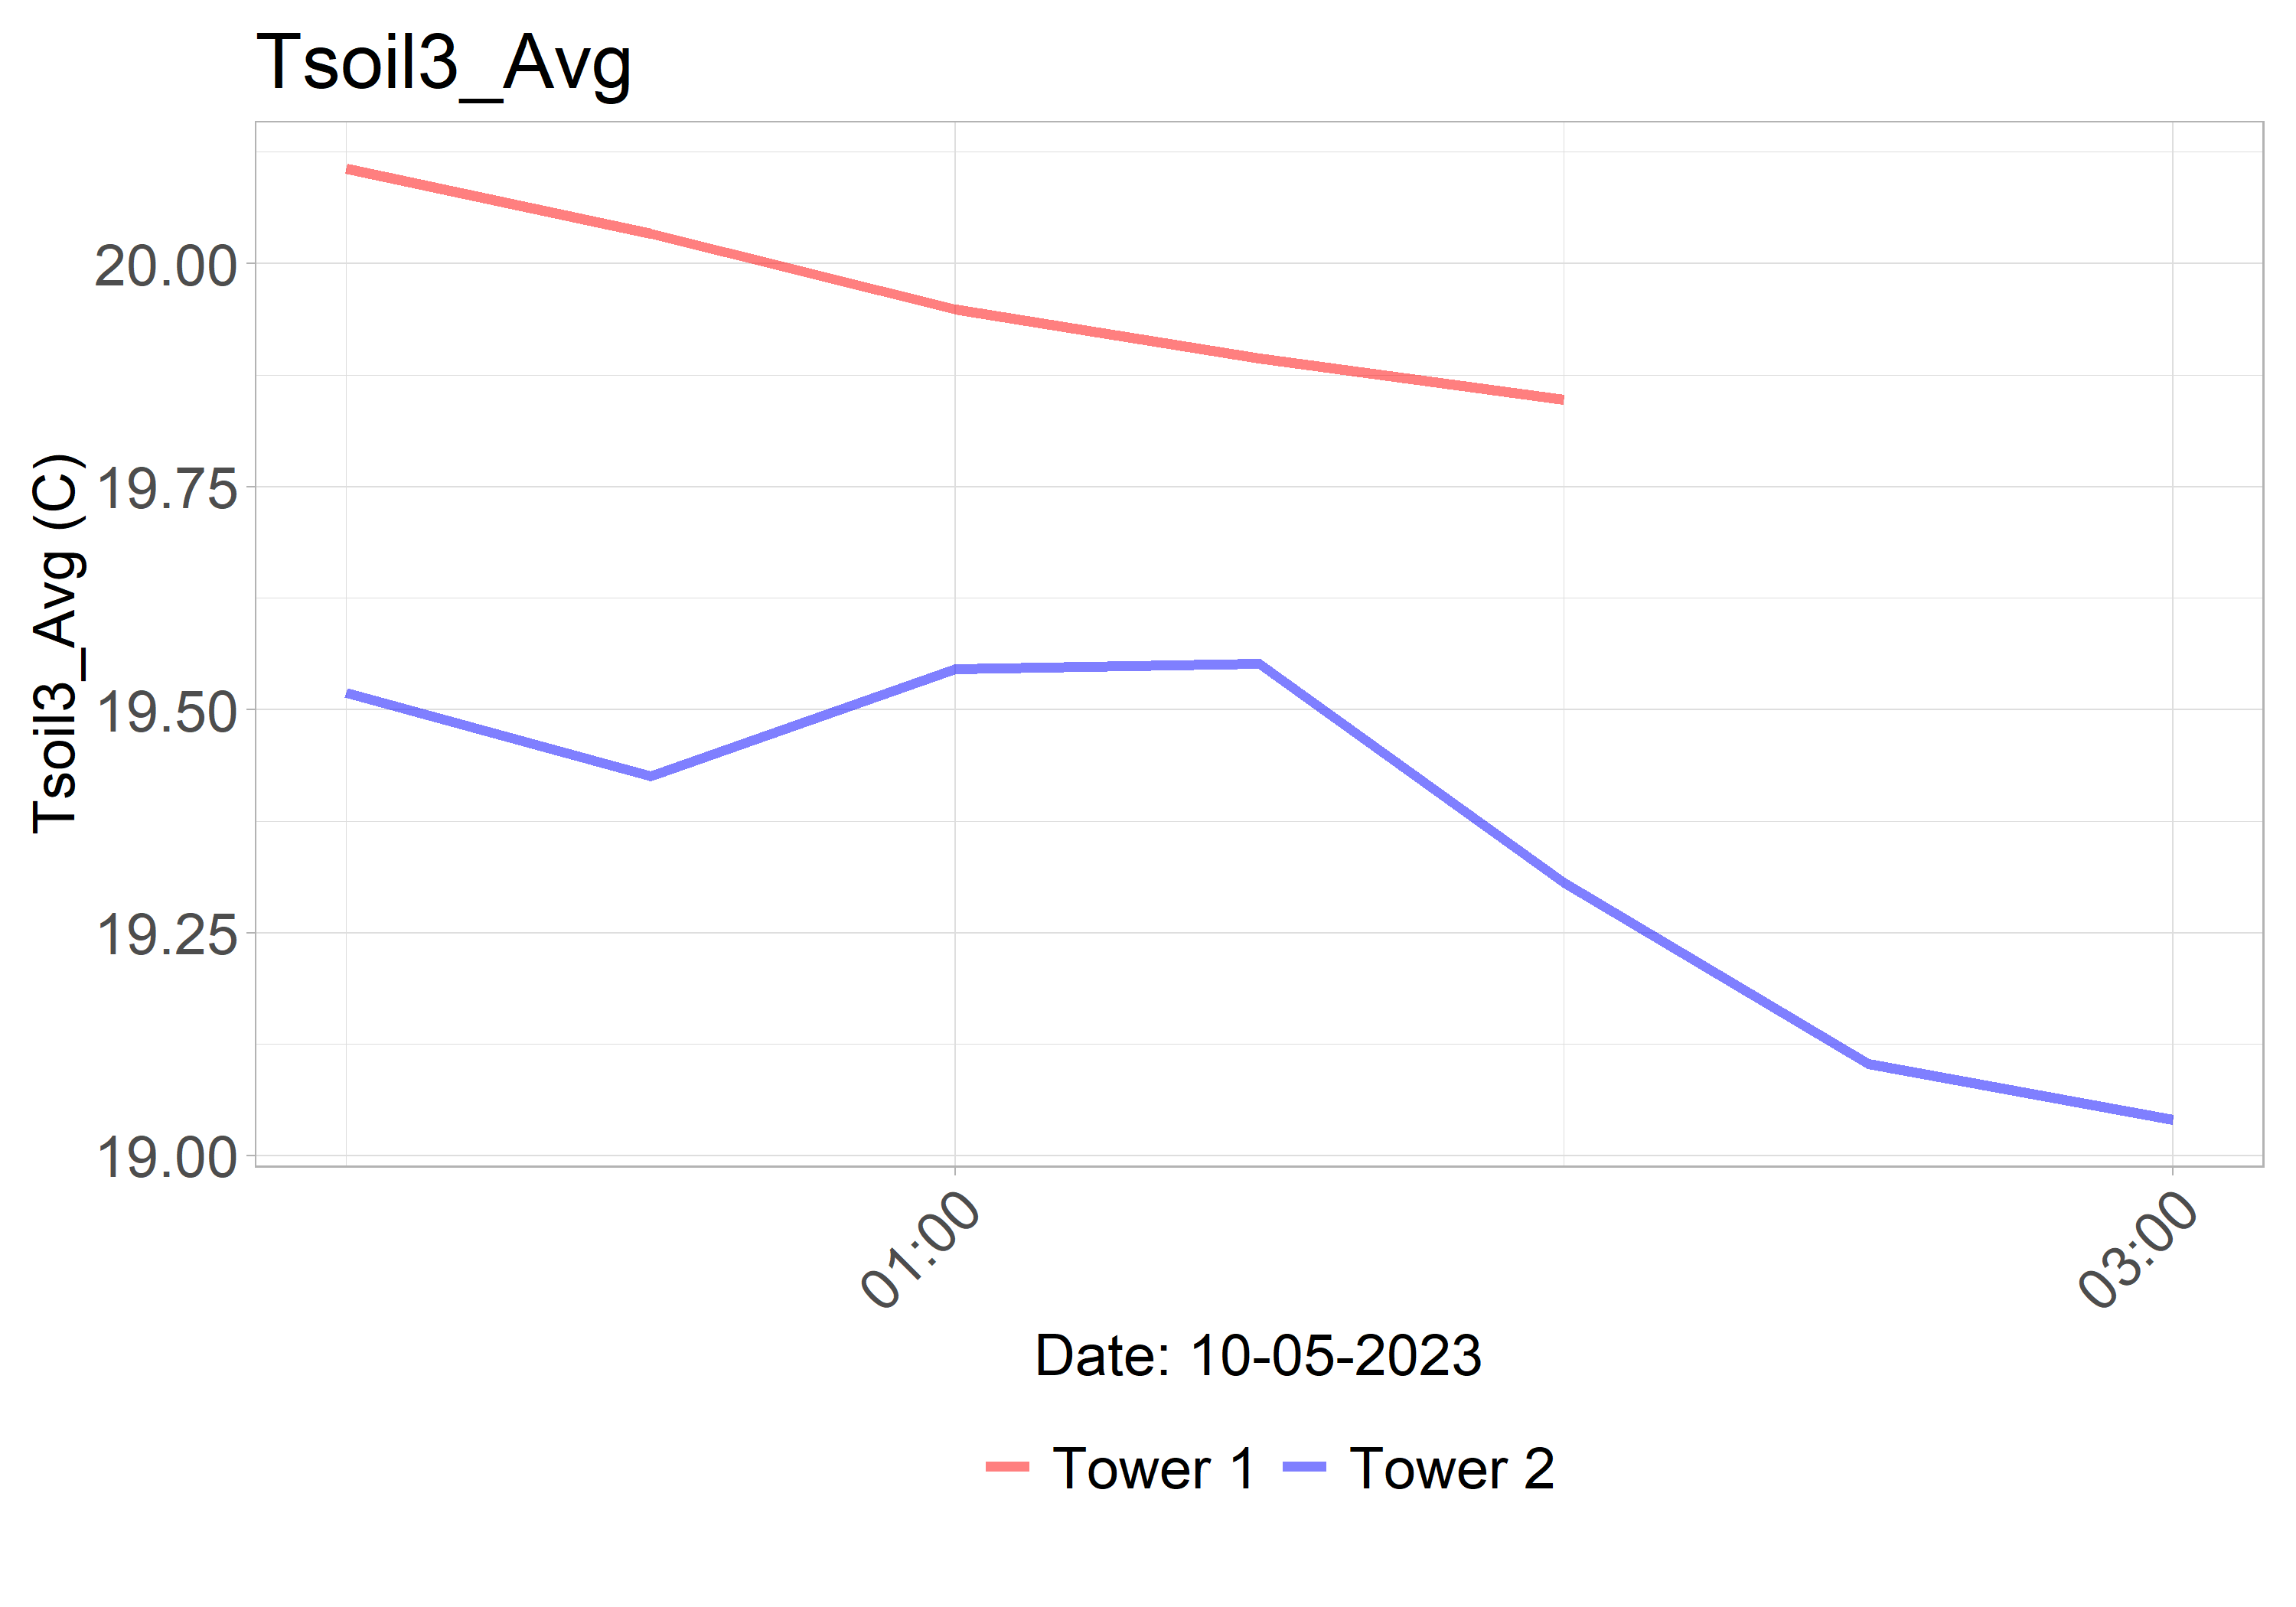 Tsoil3_Avg
Tsoil3_Avg (C)
20.00
19.75
19.50
19.25
19.00
01:00
03:00
Date: 10-05-2023
Tower 1
Tower 2